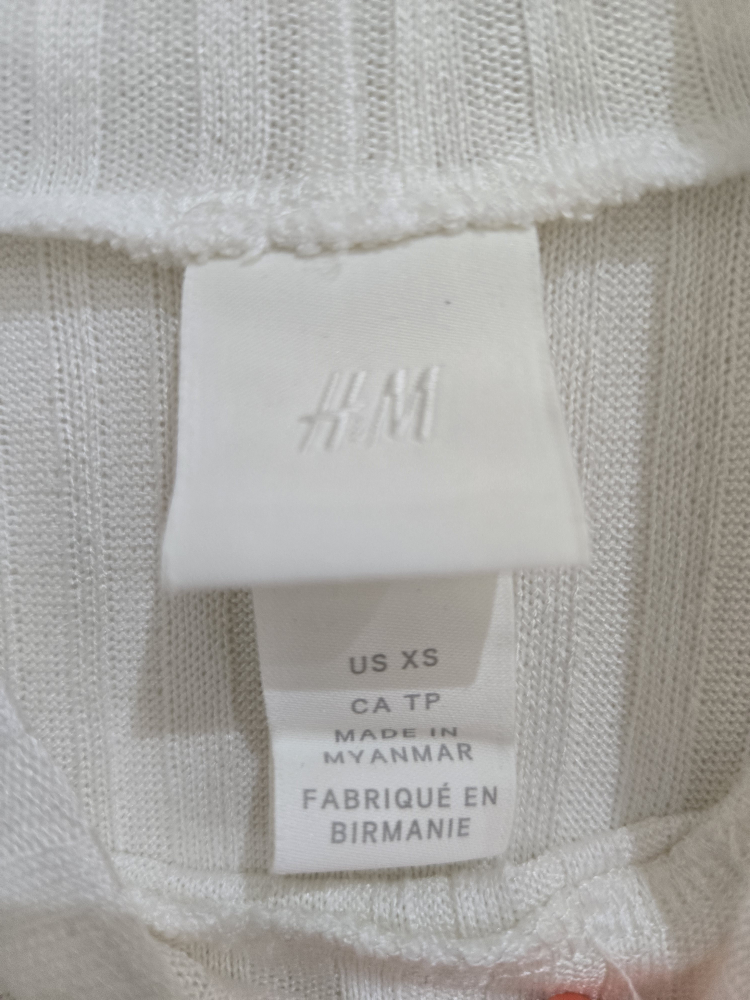 H&M
US XS
CA TP
MADE IN
MYANMAR
FABRIQUÉ EN
BIRMANIE